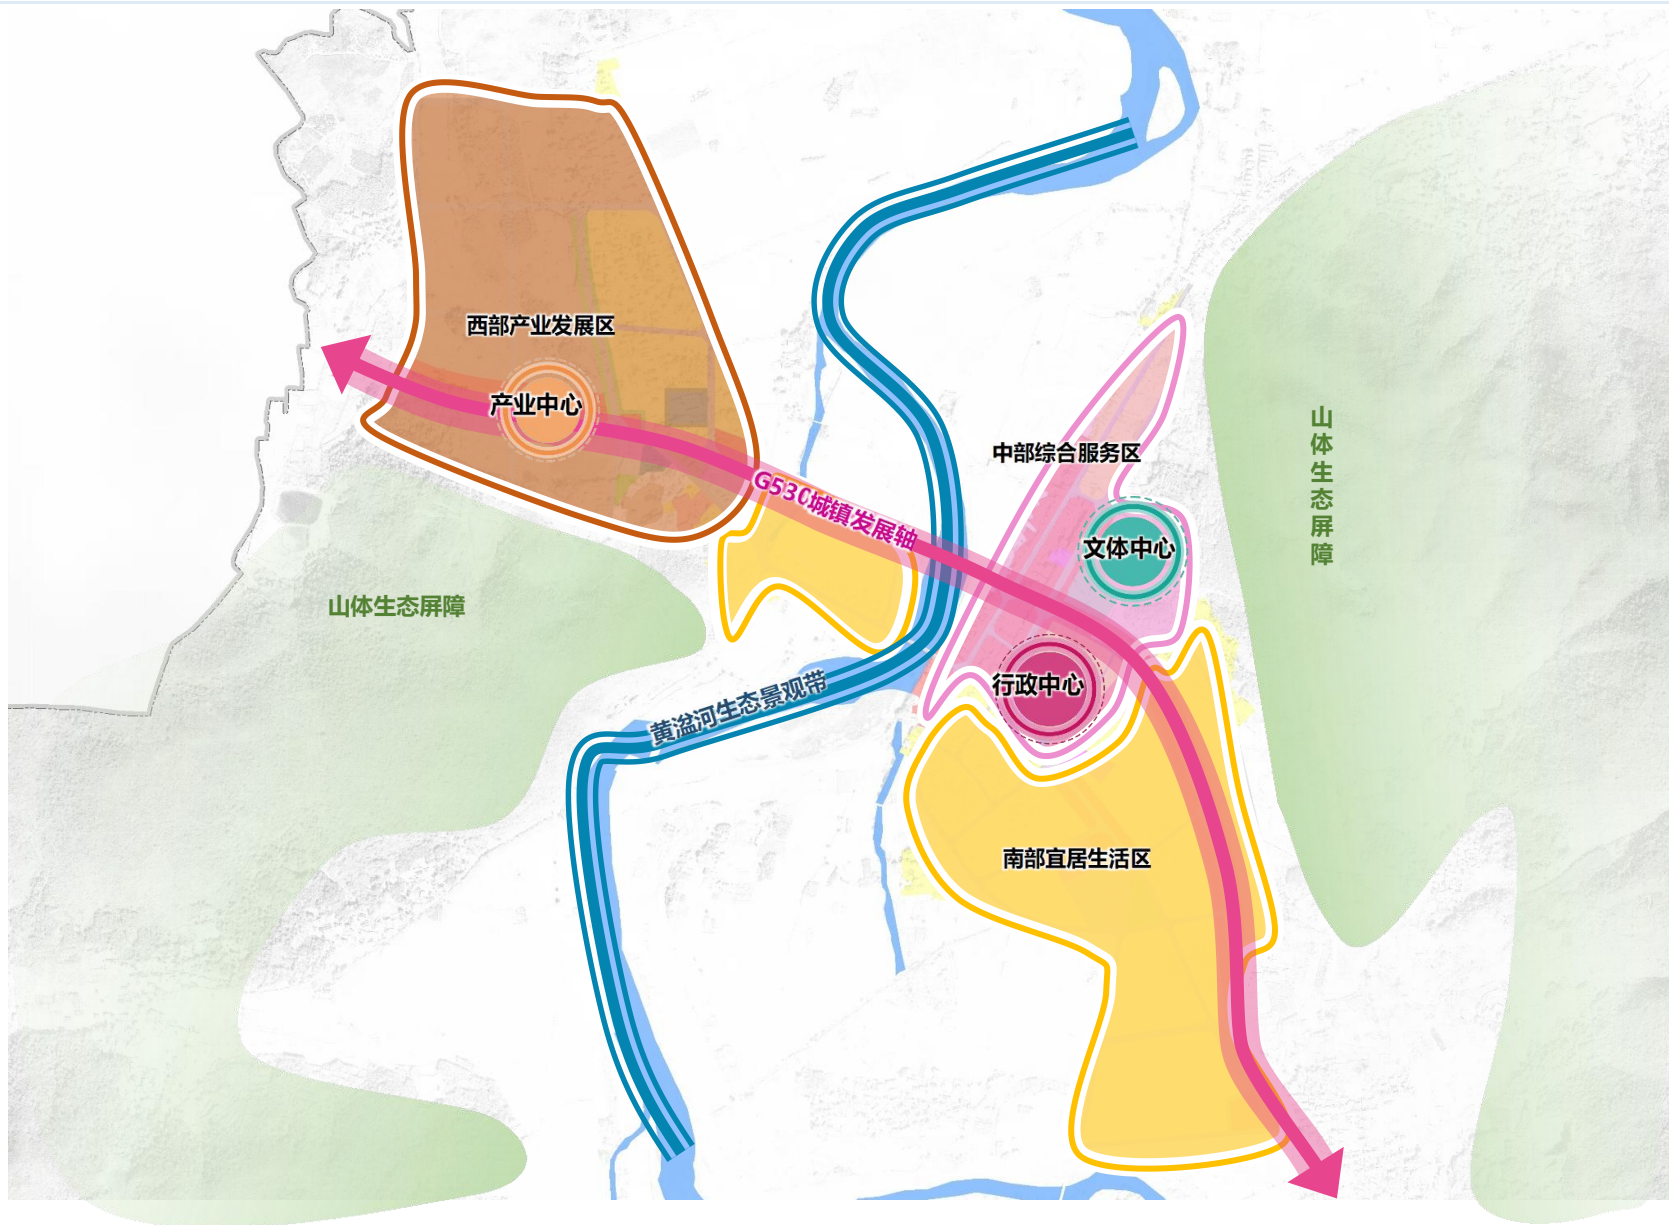 西部产业发展区
产业中心
山
体
生
态
屏
障
中部综合服务区
G530城镇发展轴
文体中心
山体生态屏障
行政中心
黄湓河生态景观带
南部宜居生活区